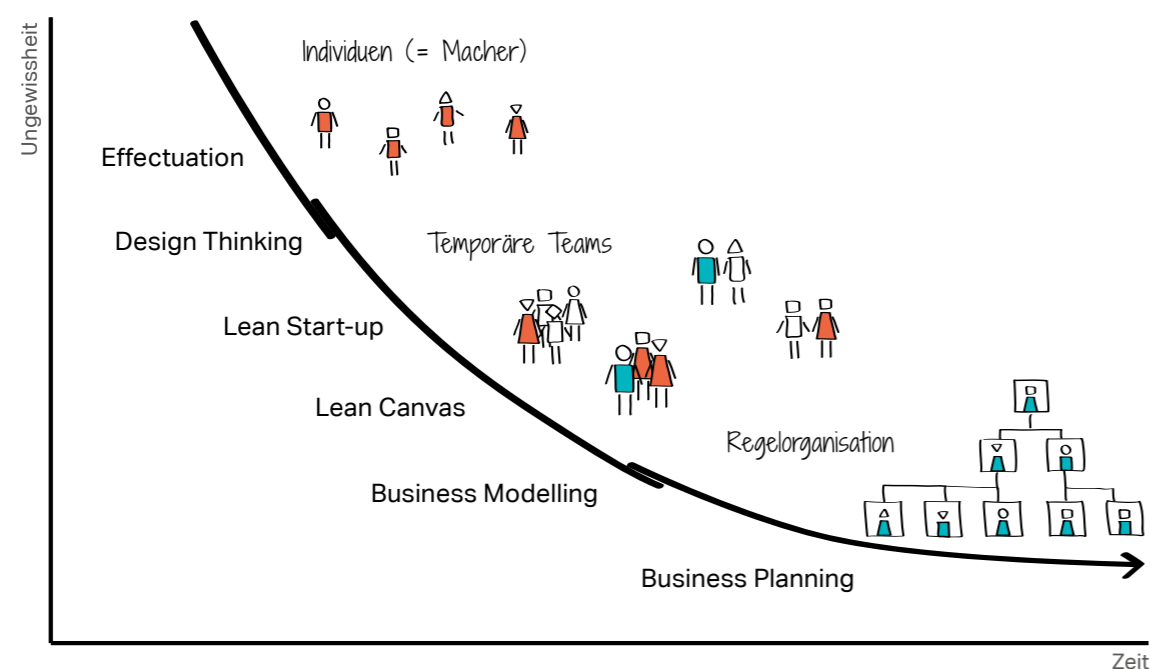 Ungewissheit
Individuen (= Macher)
Effectuation
Design Thinking
Temporäre Teams
Lean Start-up
Lean Canvas
Regelorganisation
Business Modelling
Business Planning
Zeit